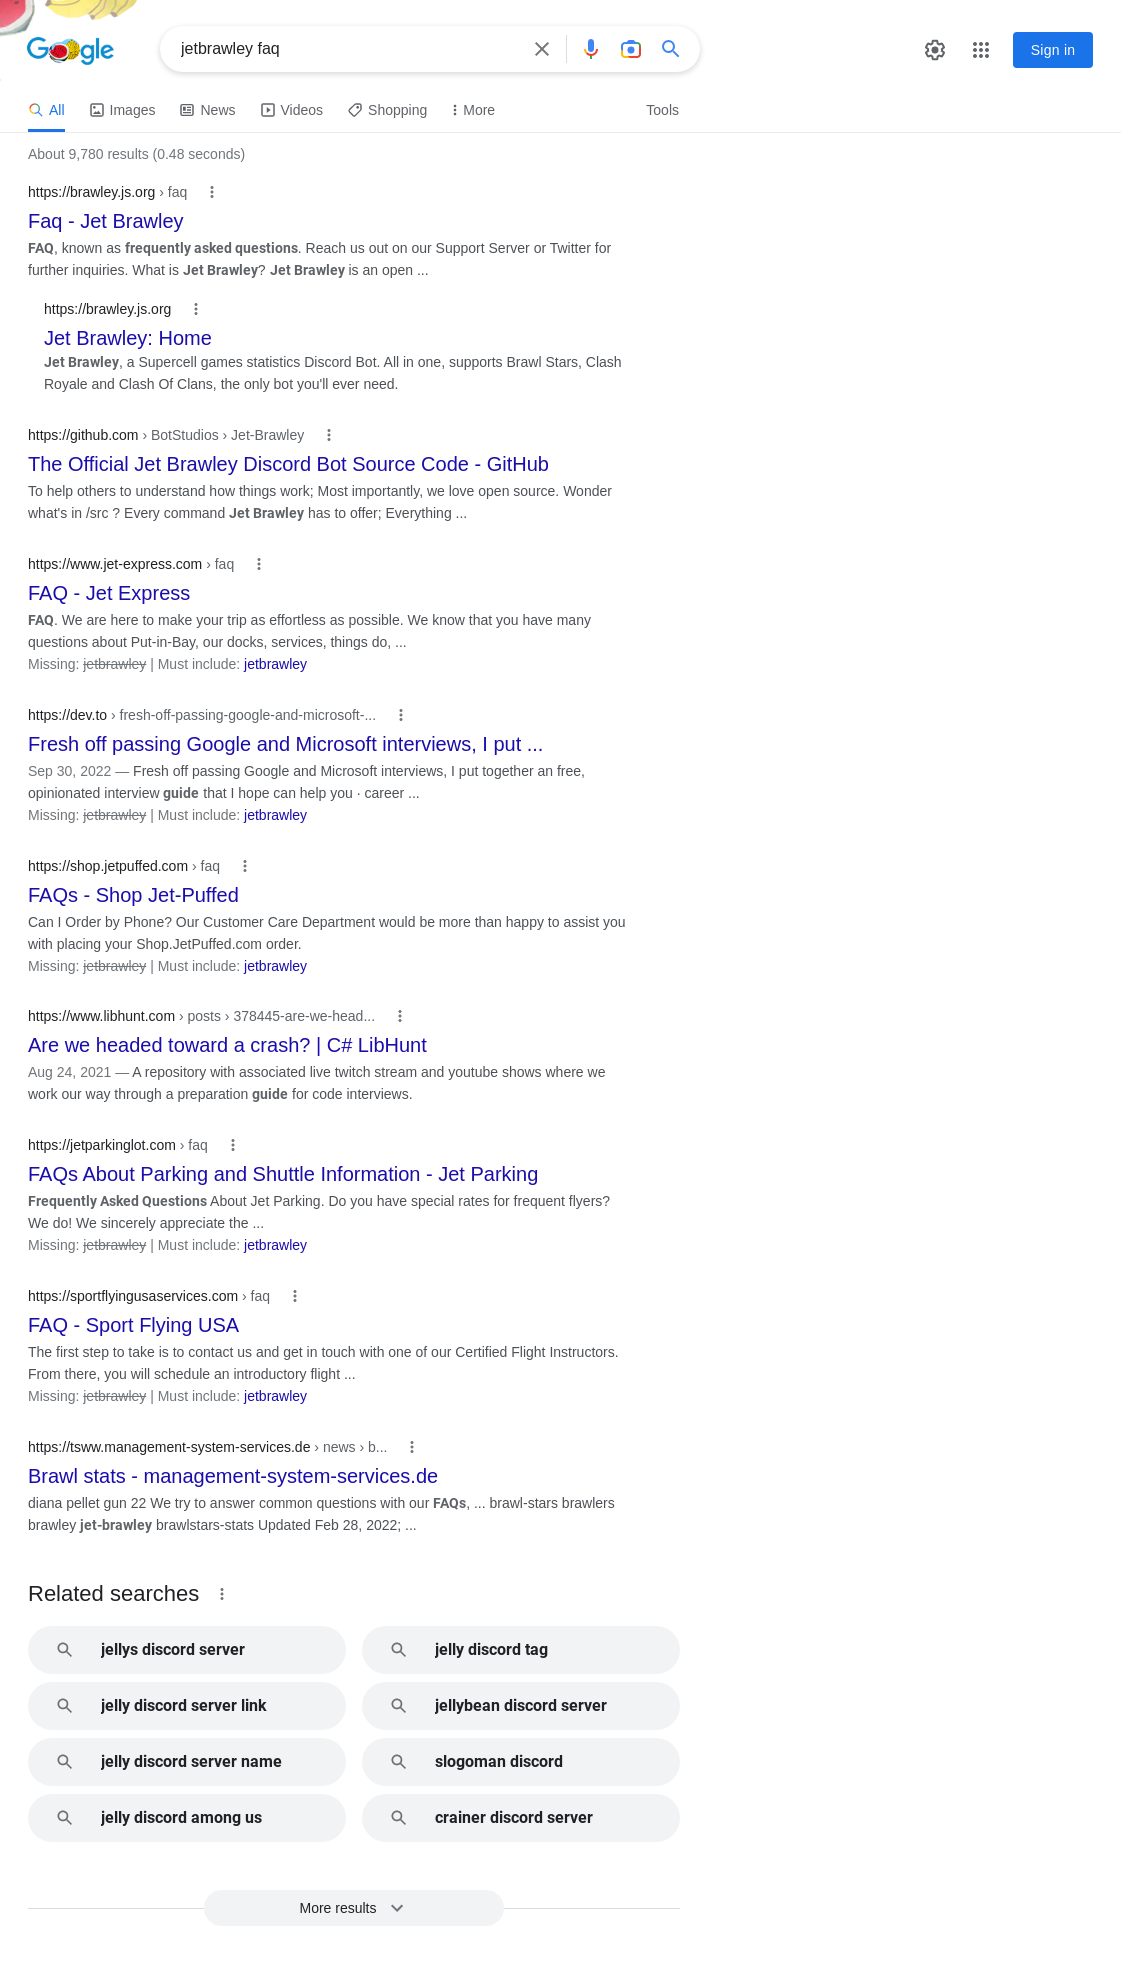 Google
jetbrawley faq
Sign in
All Images News Videos Shopping More Tools
About 9,780 results (0.48 seconds)
https://brawley.js.org › faq
Faq - Jet Brawley
FAQ, known as frequently asked questions. Reach us out on our Support Server or Twitter for
further inquiries. What is Jet Brawley? Jet Brawley is an open ...
https://brawley.js.org
Jet Brawley: Home
Jet Brawley, a Supercell games statistics Discord Bot. All in one, supports Brawl Stars, Clash
Royale and Clash Of Clans, the only bot you'll ever need.
https://github.com › BotStudios › Jet-Brawley
The Official Jet Brawley Discord Bot Source Code - GitHub
To help others to understand how things work; Most importantly, we love open source. Wonder
what's in /src ? Every command Jet Brawley has to offer; Everything ...
https://www.jet-express.com › faq
FAQ - Jet Express
FAQ. We are here to make your trip as effortless as possible. We know that you have many
questions about Put-in-Bay, our docks, services, things do, ...
Missing: jetbrawley | Must include: jetbrawley
https://dev.to › fresh-off-passing-google-and-microsoft-...
Fresh off passing Google and Microsoft interviews, I put ...
Sep 30, 2022 — Fresh off passing Google and Microsoft interviews, I put together an free,
opinionated interview guide that I hope can help you · career ...
Missing: jetbrawley | Must include: jetbrawley
https://shop.jetpuffed.com › faq
FAQs - Shop Jet-Puffed
Can I Order by Phone? Our Customer Care Department would be more than happy to assist you
with placing your Shop.JetPuffed.com order.
Missing: jetbrawley | Must include: jetbrawley
https://www.libhunt.com › posts › 378445-are-we-head...
Are we headed toward a crash? | C# LibHunt
Aug 24, 2021 — A repository with associated live twitch stream and youtube shows where we
work our way through a preparation guide for code interviews.
https://jetparkinglot.com › faq
FAQs About Parking and Shuttle Information - Jet Parking
Frequently Asked Questions About Jet Parking. Do you have special rates for frequent flyers?
We do! We sincerely appreciate the ...
Missing: jetbrawley | Must include: jetbrawley
https://sportflyingusaservices.com › faq
FAQ - Sport Flying USA
The first step to take is to contact us and get in touch with one of our Certified Flight Instructors.
From there, you will schedule an introductory flight ...
Missing: jetbrawley | Must include: jetbrawley
https://tsww.management-system-services.de › news › b...
Brawl stats - management-system-services.de
diana pellet gun 22 We try to answer common questions with our FAQs, ... brawl-stars brawlers
brawley jet-brawley brawlstars-stats Updated Feb 28, 2022; ...
Related searches
jellys discord server
jelly discord tag
jelly discord server link
jellybean discord server
jelly discord server name
slogoman discord
jelly discord among us
crainer discord server
More results